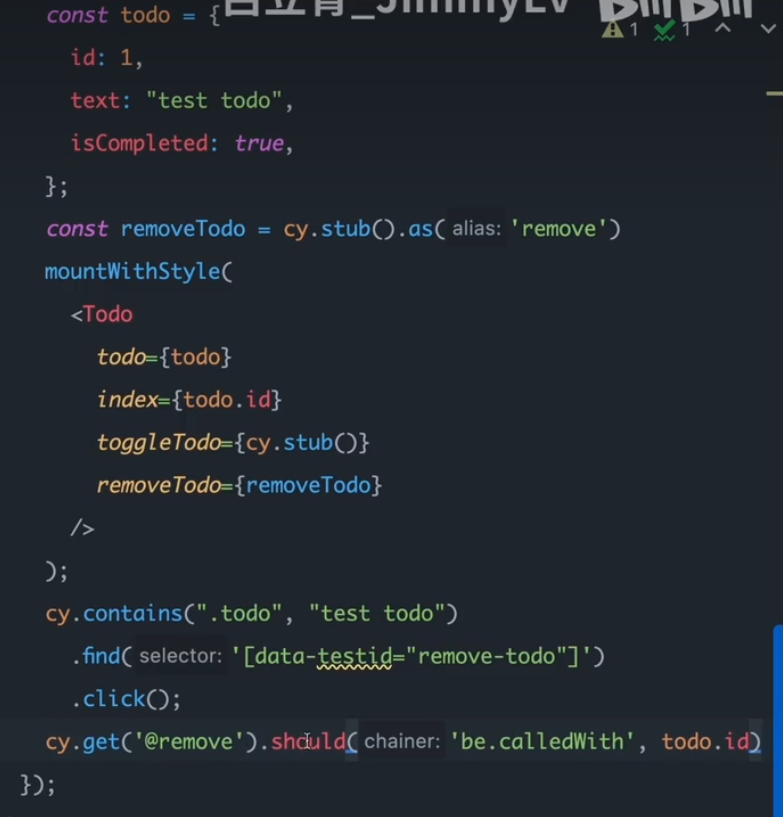 const todo = {
id: 1,
text: "test todo",
isCompleted: true,
};
const removeTodo = cy.stub().as( alias: 'remove')
mountWithStyle(
<Todo
todo={todo}
index={todo.id}
toggleTodo={cy.stub()}
removeTodo={removeTodo}
/>
);
cy.contains(".todo", "test todo")
.find( selector: '[data-testid="remove-todo"]')
.click();
cy.get('@remove').should( chainer: 'be.calledWith', todo.id)
});
1 1